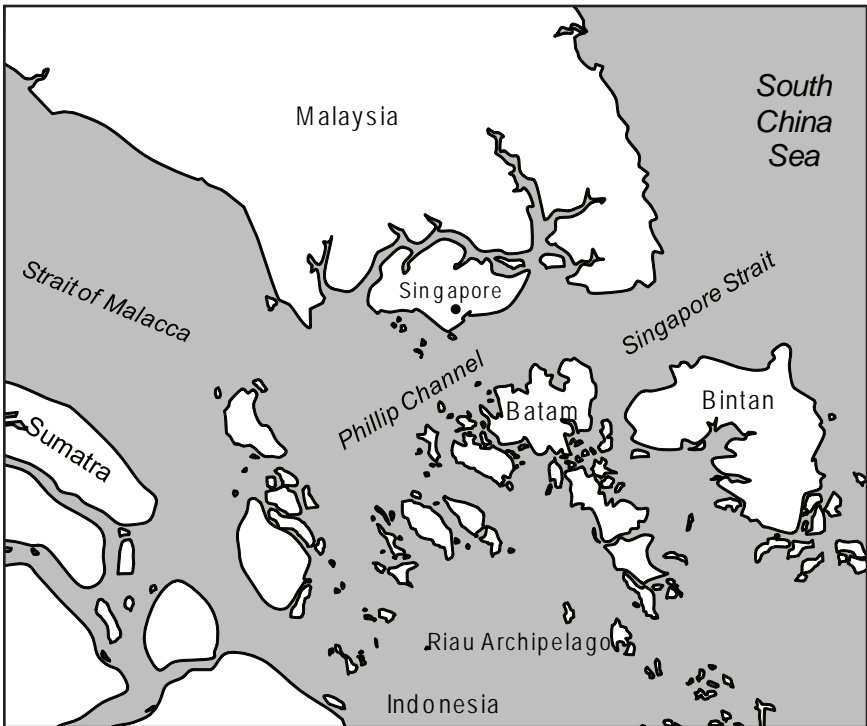 South
China
Sea
Malaysia
Strait of Malacca
Singapore
Singapore Strait
Phillip Channel
Batam
Bintan
Sumatra
Riau Archipelago
Indonesia